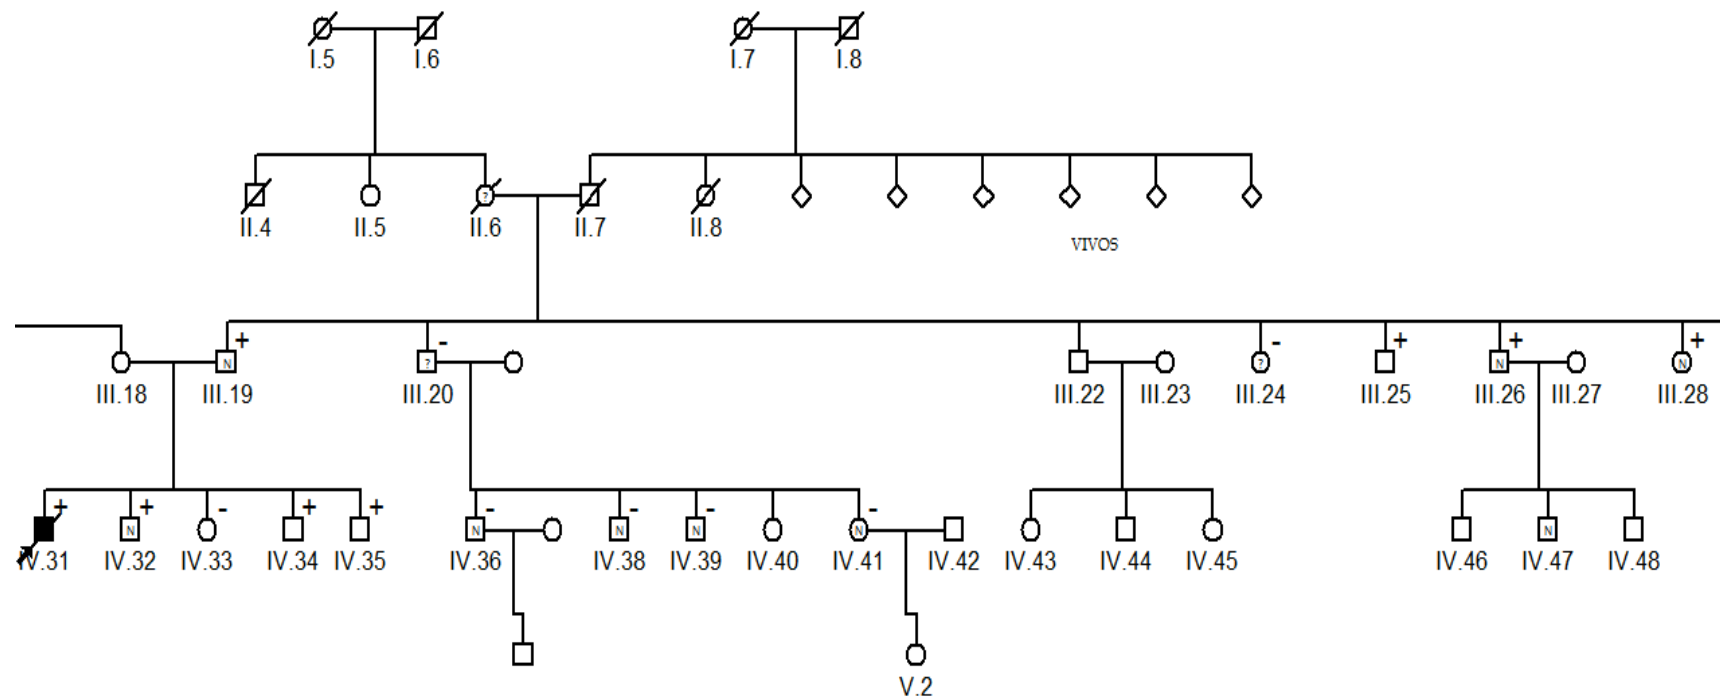 I.5 I.6 I.7 I.8
?
II.4 II.5 II.6 II.7 II.8
VIVOS
+ - - + + +
N ? ? N N
III.18 III.19 III.20 III.22 III.23 III.24 III.25 III.26 III.27 III.28
+ + - + + - - - -
N N N N N N
IV.31 IV.32 IV.33 IV.34 IV.35 IV.36 IV.38 IV.39 IV.40 IV.41 IV.42 IV.43 IV.44 IV.45 IV.46 IV.47 IV.48
V.2